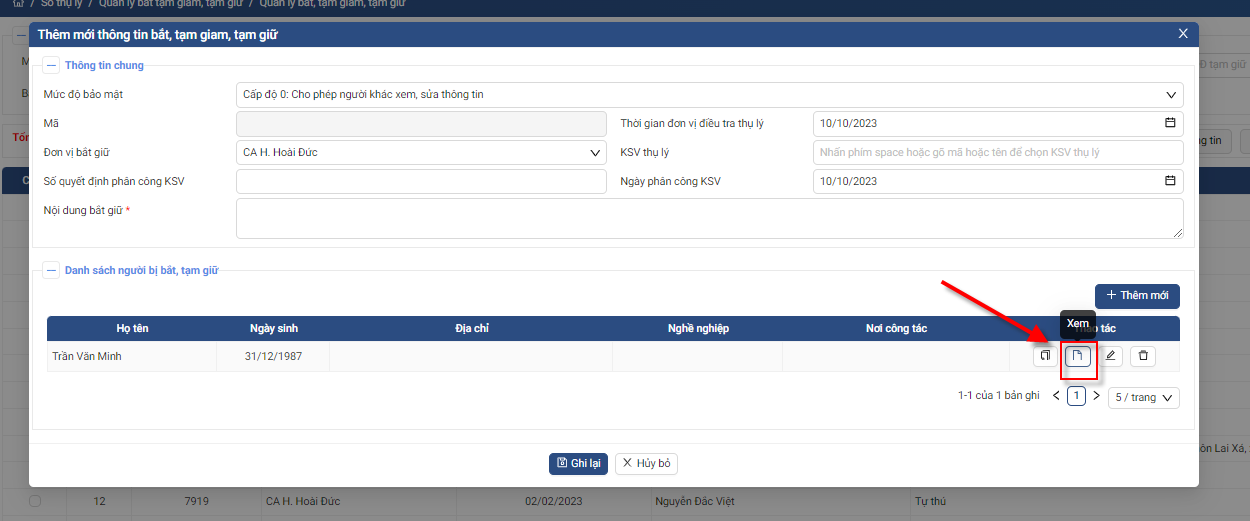 / Sổ thụ lý / Quản lý bắt tạm giam, tạm giữ / Quản lý bắt, tạm giam, tạm giữ
Thêm mới thông tin bắt, tạm giam, tạm giữ
Thông tin chung
Mức độ bảo mật
Cấp độ 0: Cho phép người khác xem, sửa thông tin
Mã
Thời gian đơn vị điều tra thụ lý
10/10/2023
Đơn vị bắt giữ
CA H. Hoài Đức
KSV thụ lý
Nhấn phím space hoặc gõ mã hoặc tên để chọn KSV thụ lý
Số quyết định phân công KSV
Ngày phân công KSV
10/10/2023
Nội dung bắt giữ *
Danh sách người bị bắt, tạm giữ
+ Thêm mới
Xem
Họ tên Ngày sinh Địa chỉ Nghề nghiệp Nơi công tác
tác
Trần Văn Minh 31/12/1987
1-1 của 1 bản ghi < 1 > 5 / trang
Ghi lại
Hủy bỏ
Đ tạm giữ
tin
ôn Lai Xá,
12 7919 CA H. Hoài Đức 02/02/2023 Nguyễn Đắc Việt Tự thú